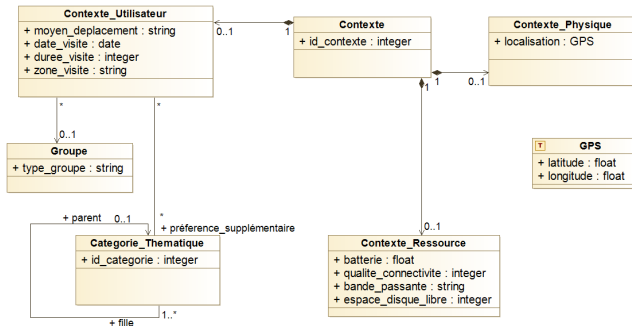 Contexte_Utilisateur
+ moyen_deplacement : string
+ date_visite : date
+ duree_visite : integer
+ zone_visite : string
0..1
1
Contexte
+ id_contexte : integer
1
1
0..1
Contexte_Physique
+ localisation : GPS
*
*
0..1
Groupe
+ type_groupe : string
T
GPS
+ latitude : float
+ longitude : float
+ parent
0..1
*
+ préference_supplémentaire
0..1
Categorie_Thematique
+ id_categorie : integer
1..*
+ fille
Contexte_Ressource
+ batterie : float
+ qualite_connectivite : integer
+ bande_passante : string
+ espace_disque_libre : integer